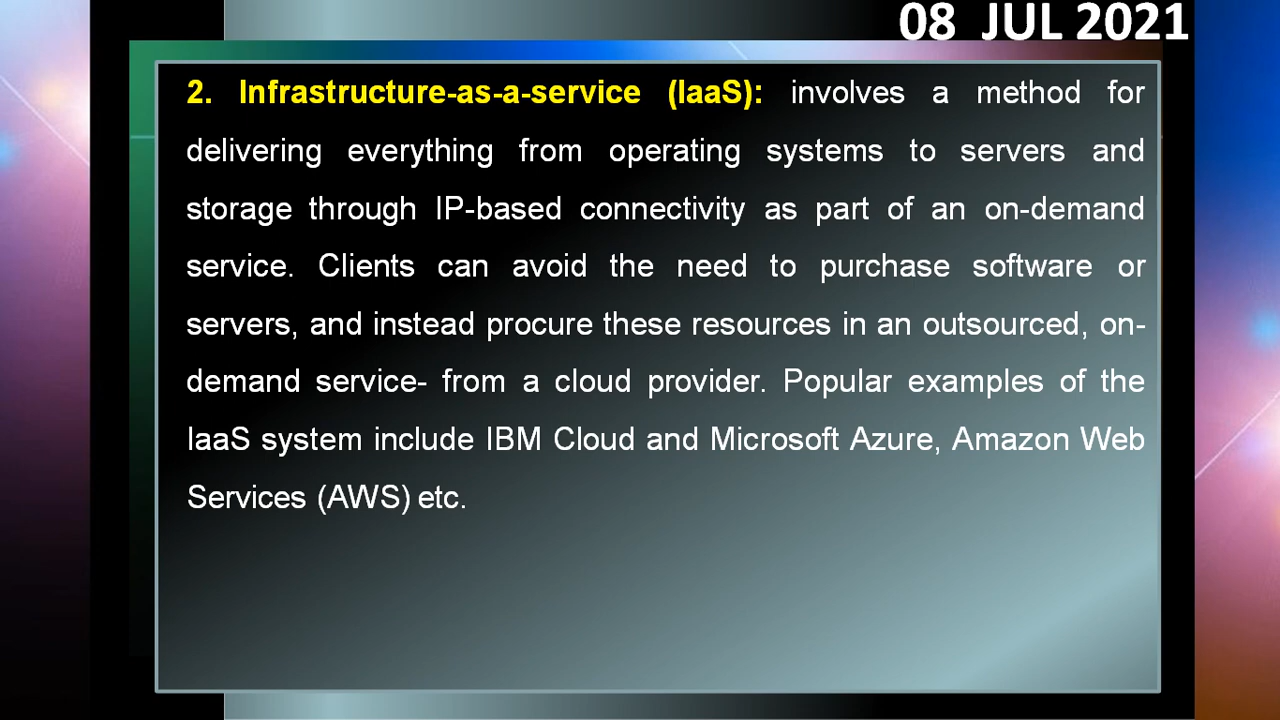 08 JUL 2021
2. Infrastructure-as-a-service (IaaS): involves a method for
delivering everything from operating systems to servers and
storage through IP-based connectivity as part of an on-demand
service. Clients can avoid the need to purchase software or
servers, and instead procure these resources in an outsourced, on-
demand service- from a cloud provider. Popular examples of the
IaaS system include IBM Cloud and Microsoft Azure, Amazon Web
Services (AWS) etc.